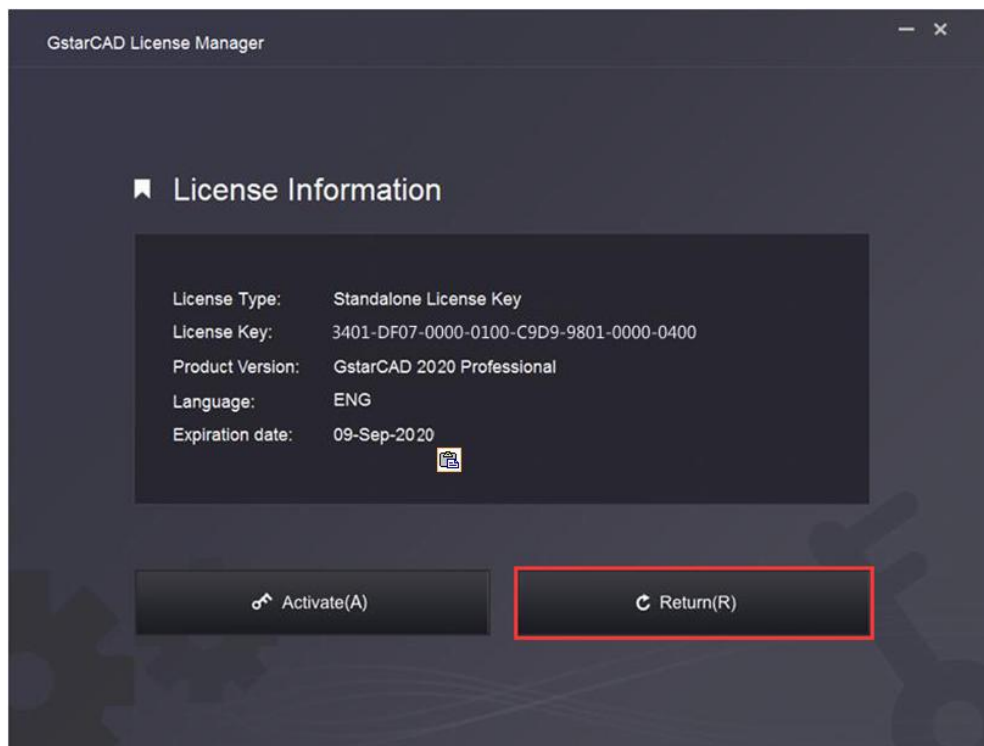 GstarCAD License Manager
License Information
License Type: Standalone License Key
License Key: 3401-DF07-0000-0100-C9D9-9801-0000-0400
Product Version: GstarCAD 2020 Professional
Language: ENG
Expiration date: 09-Sep-2020
Activate(A)
Return(R)